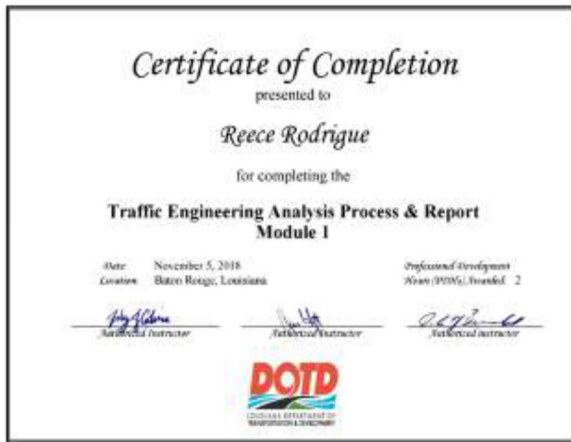 Certificate of Completion
presented to
Reece Rodrigue
for completing the
Traffic Engineering Analysis Process & Report
Module 1
Date November 5, 2018
Location Baton Rouge, Louisiana
Professional Development
Hours (PDHs) Awarded 2
Authorized Instructor
Authorized Instructor
Authorized Instructor
DOTD
LOUISIANA DEPARTMENT OF
TRANSPORTATION & DEVELOPMENT